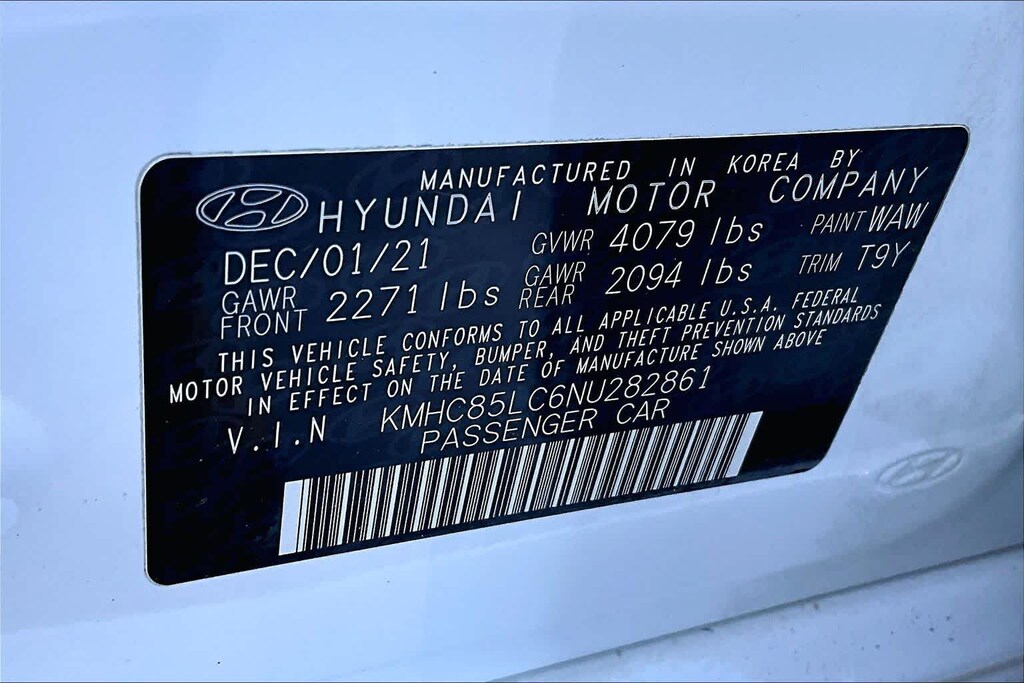 MANUFACTURED IN KOREA BY
HYUNDAI MOTOR COMPANY
DEC/01/21 GVWR 4079 lbs PAINT WAW
GAWR FRONT 2271 lbs GAWR REAR 2094 lbs TRIM T9Y
THIS VEHICLE CONFORMS TO ALL APPLICABLE U.S.A. FEDERAL
MOTOR VEHICLE SAFETY, BUMPER, AND THEFT PREVENTION STANDARDS
IN EFFECT ON THE DATE OF MANUFACTURE SHOWN ABOVE
V.I.N KMHC85LC6NU282861
PASSENGER CAR